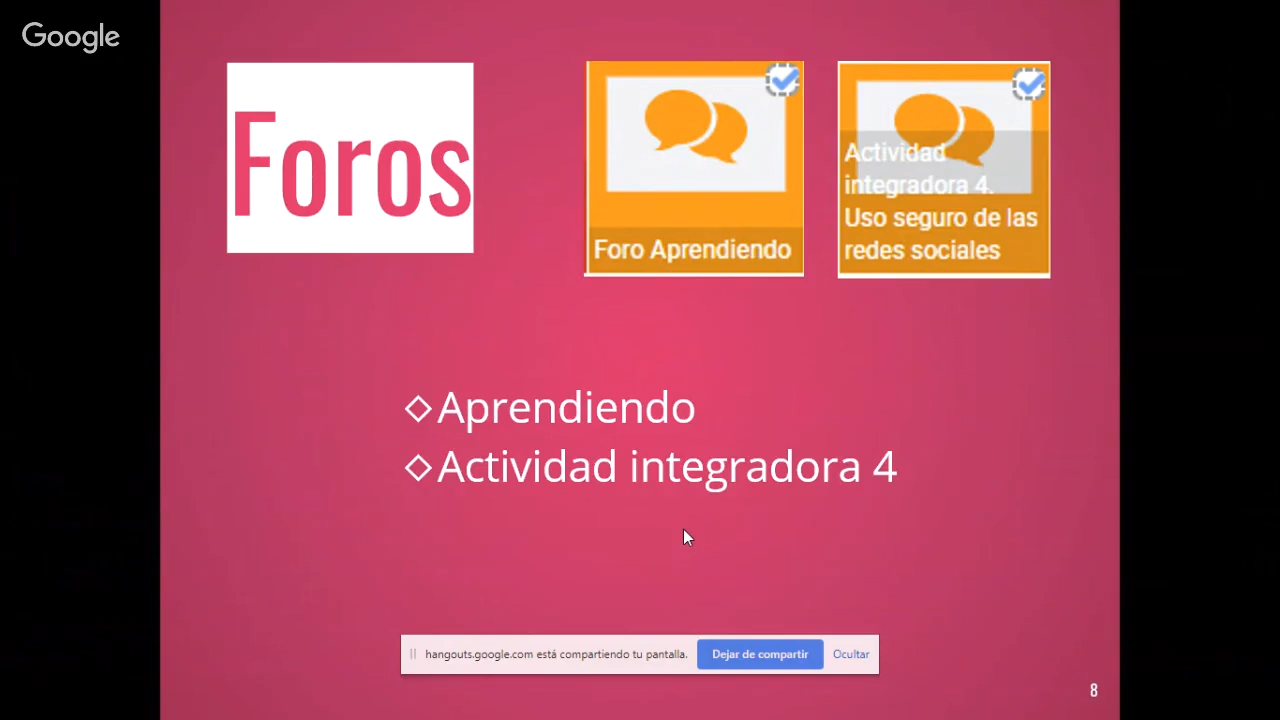 Google
Foros
Foro Aprendiendo
Actividad
integradora 4.
Uso seguro de las
redes sociales
Aprendiendo
Actividad integradora 4
hangouts.google.com está compartiendo tu pantalla.
Dejar de compartir
Ocultar
8